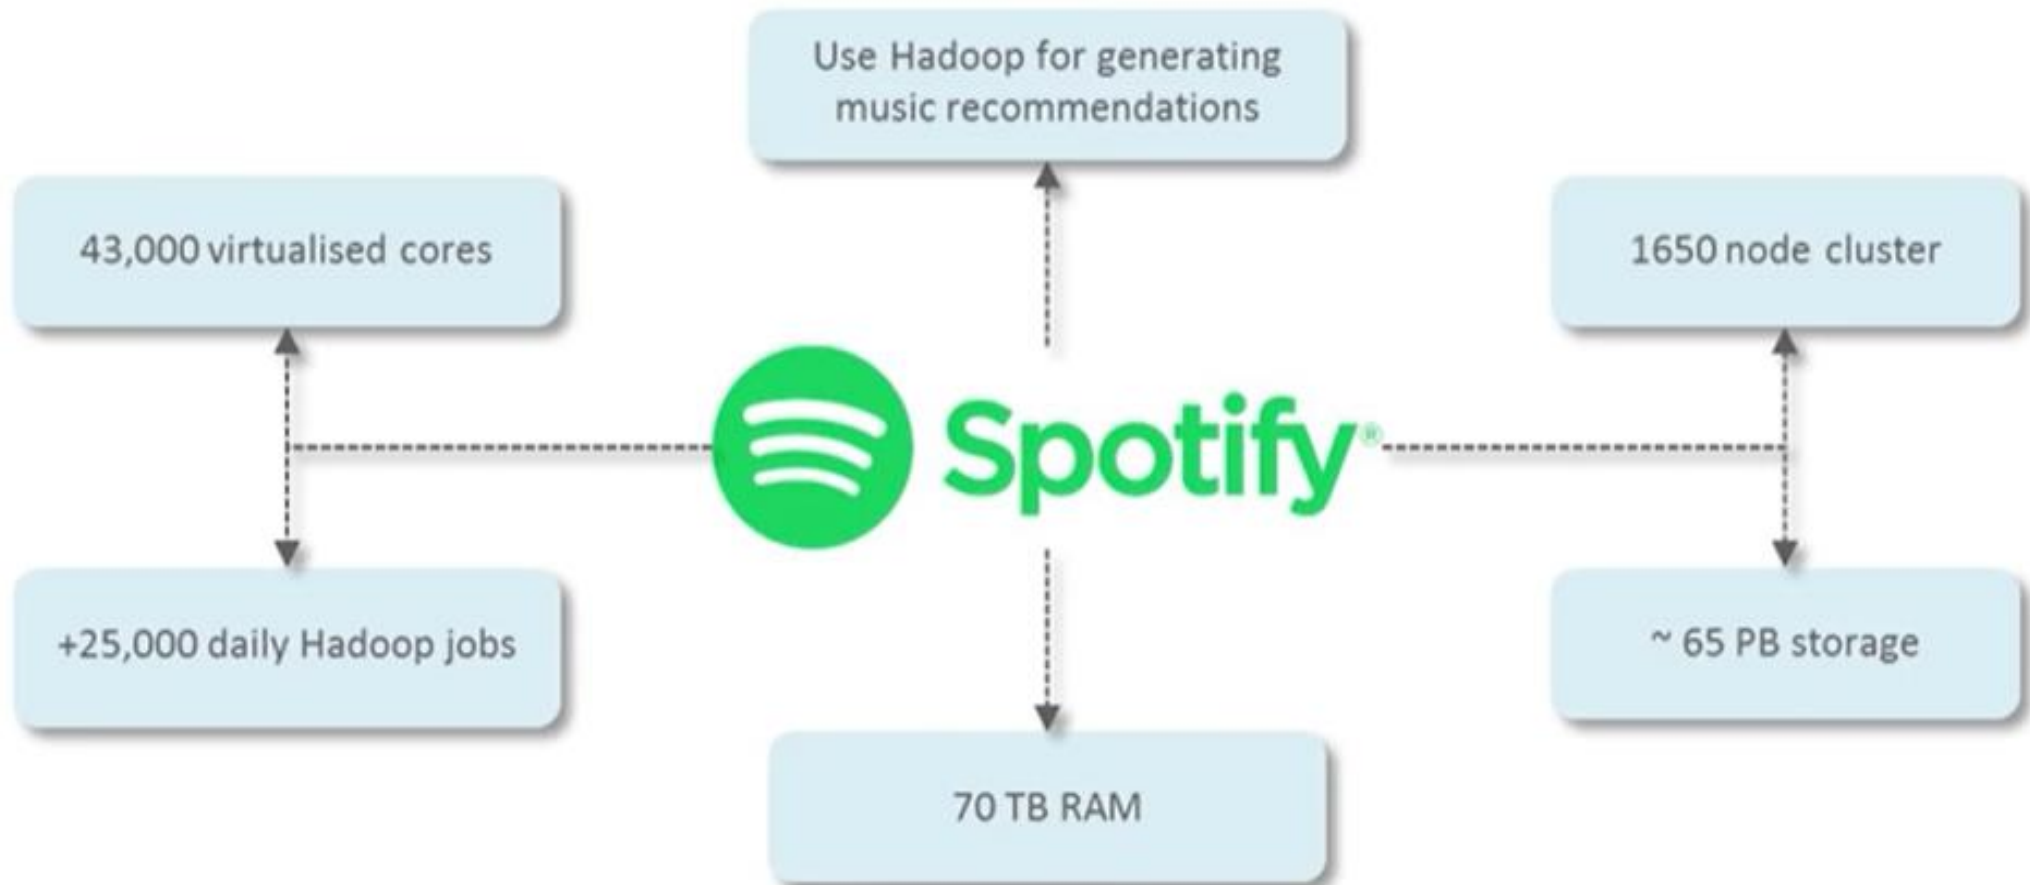 Use Hadoop for generating
music recommendations
43,000 virtualised cores
1650 node cluster
Spotify®
+25,000 daily Hadoop jobs
~ 65 PB storage
70 TB RAM